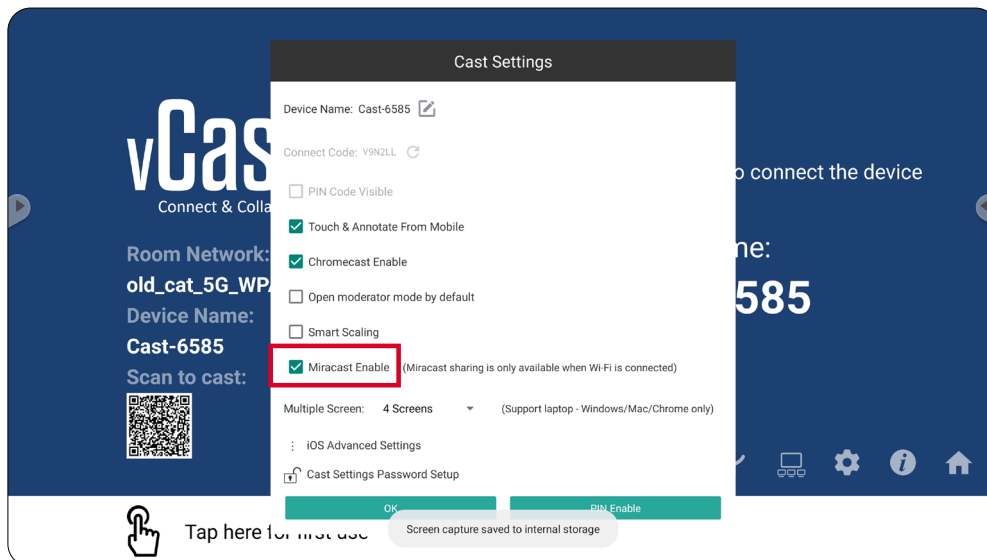 Cast Settings
Device Name: Cast-6585
Connect Code: V9N2LL
PIN Code Visible
Touch & Annotate From Mobile
Chromecast Enable
Open moderator mode by default
Smart Scaling
Miracast Enable (Miracast sharing is only available when Wi-Fi is connected)
Multiple Screen: 4 Screens (Support laptop - Windows/Mac/Chrome only)
iOS Advanced Settings
Cast Settings Password Setup
OK
PIN Enable
Screen capture saved to internal storage
vCas
Connect & Colla
Room Network:
old_cat_5G_WP
Device Name:
Cast-6585
Scan to cast:
o connect the device
ne:
585
Tap here for first use